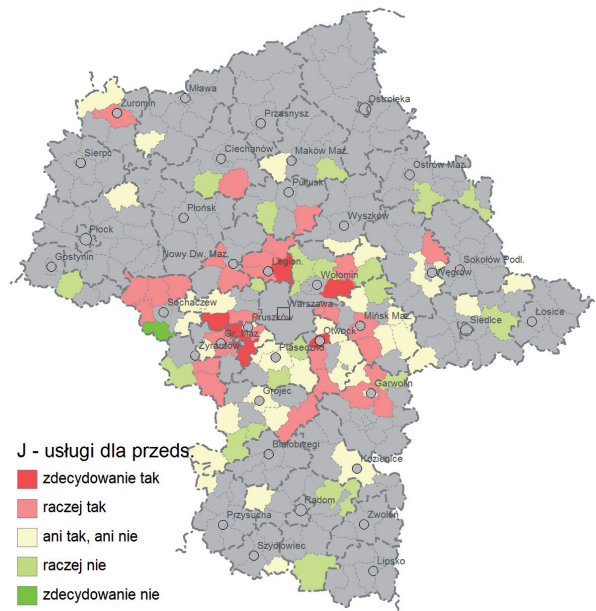 Mława
Żuromin
Ostrołęka
Przasnysz
Sierpc
Ciechanów
Maków Maz.
Ostrów Maz.
Pułtusk
Płońsk
Wyszków
Płock
Gostynin
Nowy Dw. Maz.
Legion.
Sokołów Podl.
Węgrów
Wołomin
Sochaczew
Warszawa
Mińsk Maz.
Siedlce
Łosice
Pruszków
Gr. Maz.
Otwock
Żyrardów
Piaseczno
Garwolin
Grójec
J - usługi dla przeds.
Białobrzegi
Kozienice
zdecydowanie tak
raczej tak
Radom
Przysucha
Zwoleń
ani tak, ani nie
Szydłowiec
raczej nie
Lipsko
zdecydowanie nie